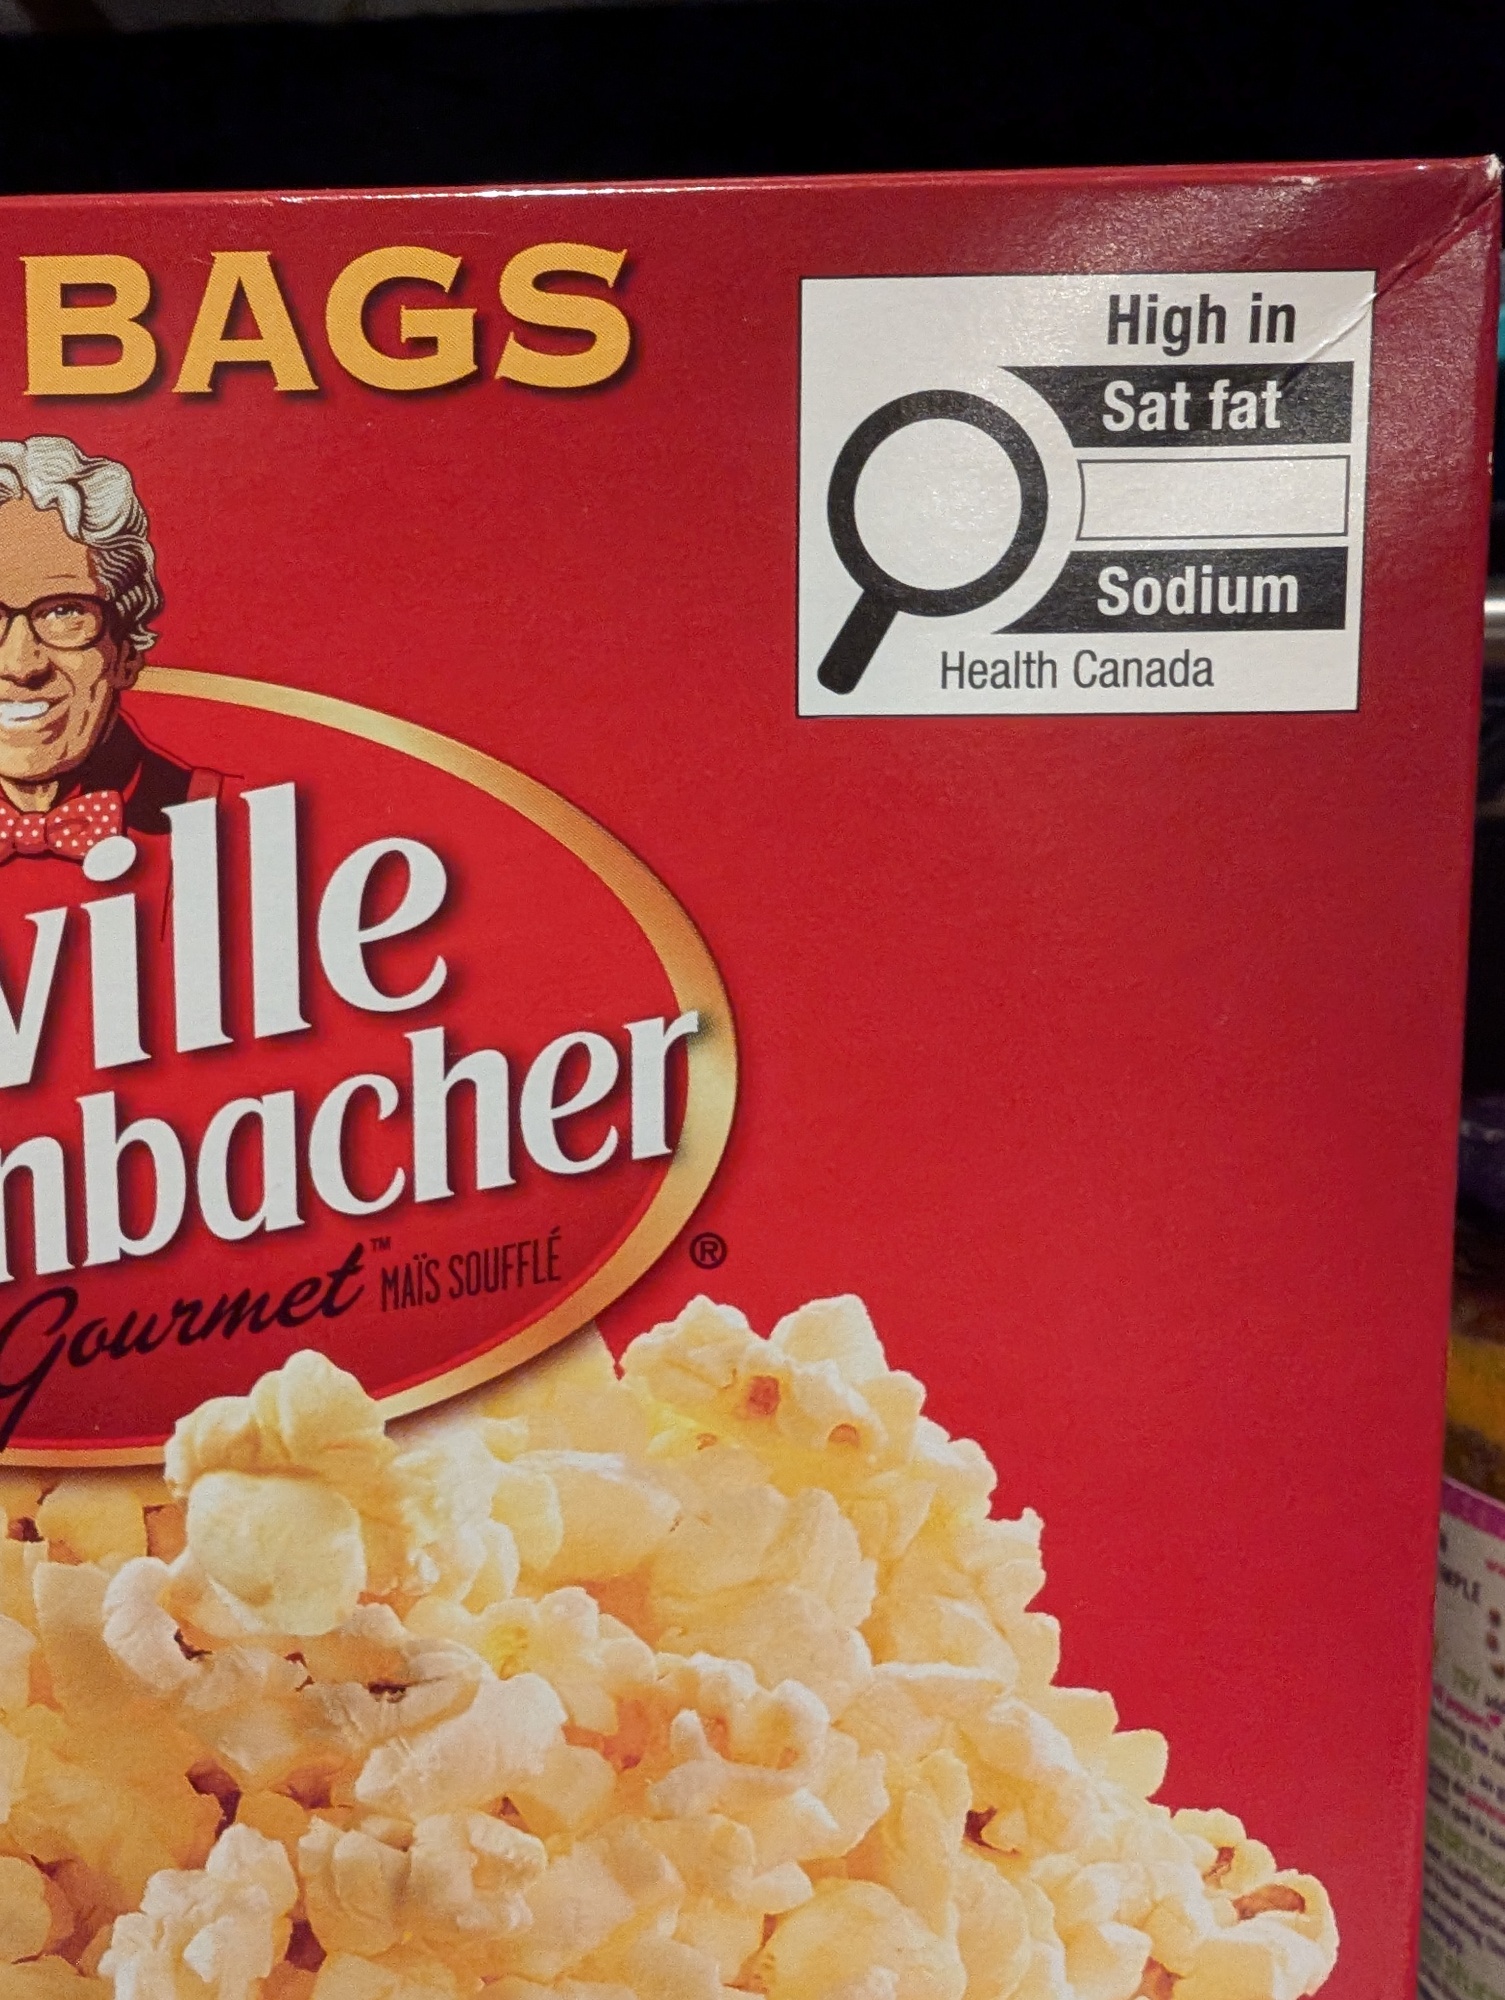 BAGS
High in
Sat fat
Sodium
Health Canada
ville
nbacher
®
Gourmet™ MAÏS SOUFFLÉ